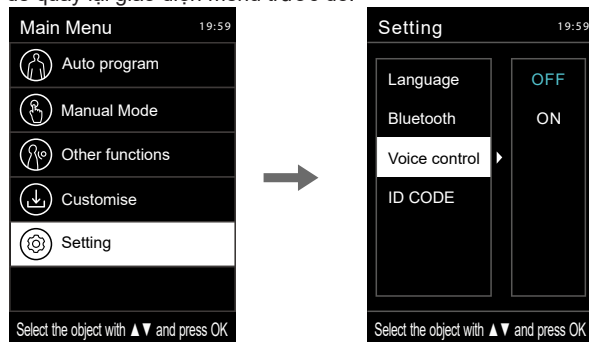 để quay lại giao diện menu trước đó.
Main Menu 19:59
Auto program
Manual Mode
Other functions
Customise
Setting
Select the object with ▲▼ and press OK
Setting 19:59
Language
Bluetooth
Voice control
ID CODE
OFF
ON
Select the object with ▲▼ and press OK